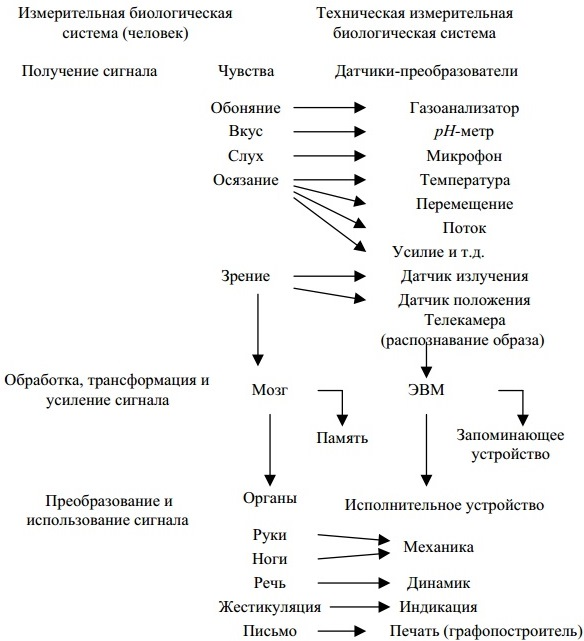 Измерительная биологическая
система (человек)
Техническая измерительная
биологическая система
Получение сигнала
Чувства
Датчики-преобразователи
Обоняние
Газоанализатор
Вкус
pH-метр
Слух
Микрофон
Осязание
Температура
Перемещение
Поток
Усилие и т.д.
Зрение
Датчик излучения
Датчик положения
Телекамера
(распознавание образа)
Обработка, трансформация и
усиление сигнала
Мозг
ЭВМ
Память
Запоминающее
устройство
Преобразование и
использование сигнала
Органы
Исполнительное устройство
Руки
Ноги
Механика
Речь
Динамик
Жестикуляция
Индикация
Письмо
Печать (графопостроитель)